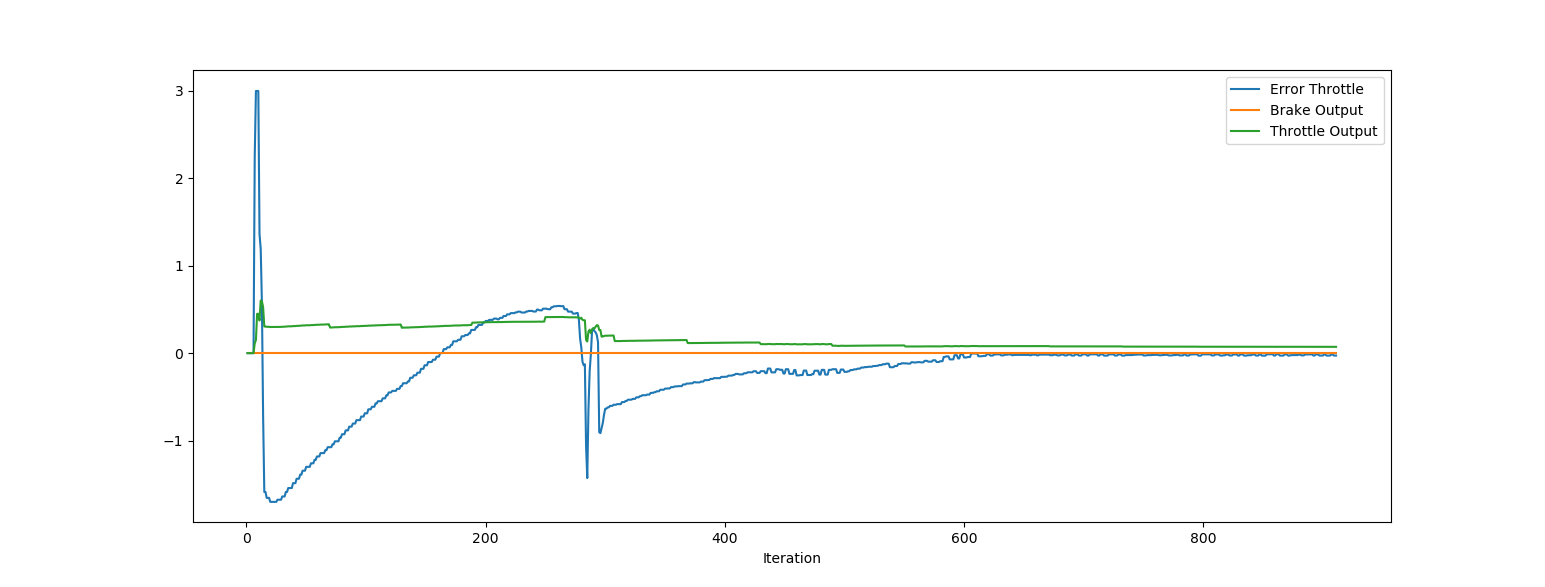 Error Throttle
Brake Output
Throttle Output
3
2
1
0
−1
0 200 400 600 800
Iteration